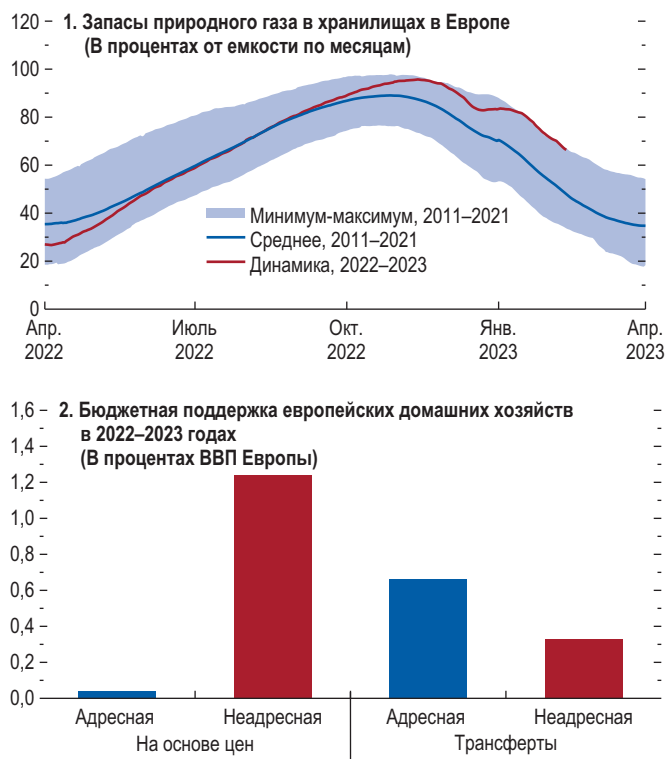 1. Запасы природного газа в хранилищах в Европе
(В процентах от емкости по месяцам)
120
100
80
60
40
20
0
Минимум-максимум, 2011–2021
Среднее, 2011–2021
Динамика, 2022–2023
Апр. Июль Окт. Янв. Апр.
2022 2022 2022 2023 2023
2. Бюджетная поддержка европейских домашних хозяйств
в 2022–2023 годах
(В процентах ВВП Европы)
1,6
1,4
1,2
1,0
0,8
0,6
0,4
0,2
0,0
Адресная Неадресная Адресная Неадресная
На основе цен Трансферты